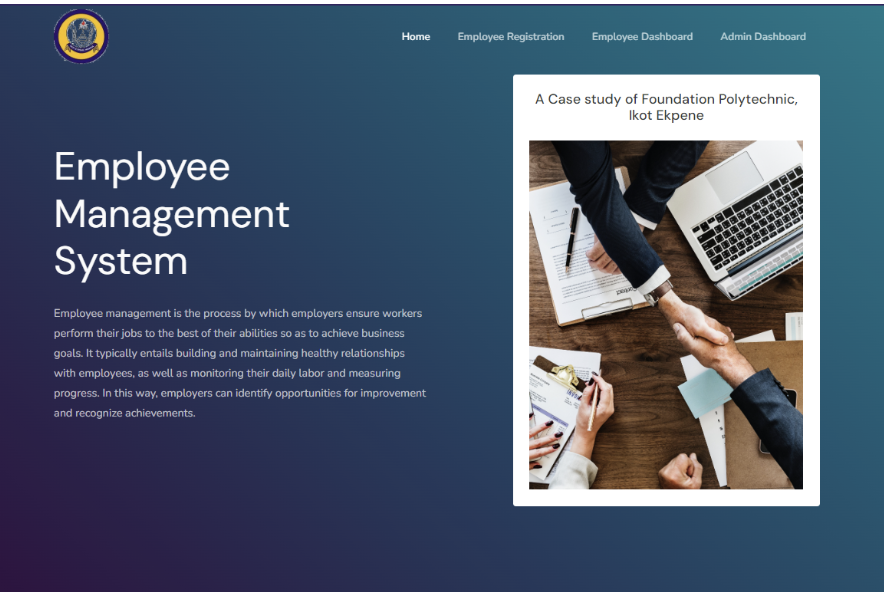 Home
Employee Registration
Employee Dashboard
Admin Dashboard
Employee
Management
System
Employee management is the process by which employers ensure workers
perform their jobs to the best of their abilities so as to achieve business
goals. It typically entails building and maintaining healthy relationships
with employees, as well as monitoring their daily labor and measuring
progress. In this way, employers can identify opportunities for improvement
and recognize achievements.
A Case study of Foundation Polytechnic,
Ikot Ekpene